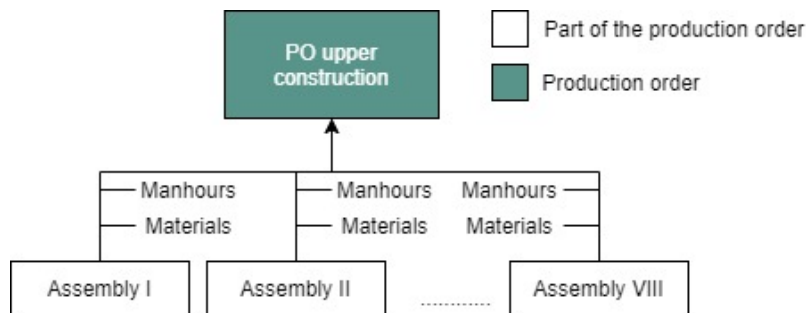 PO upper
construction
Part of the production order
Production order
Manhours Manhours Manhours
Materials Materials Materials
Assembly I Assembly II Assembly VIII